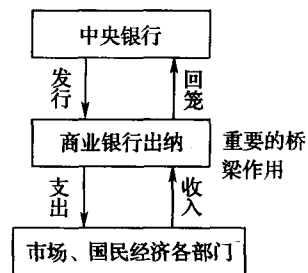 中央银行
发行
回笼
商业银行出纳
重要的桥
梁作用
支出
收入
市场、国民经济各部门